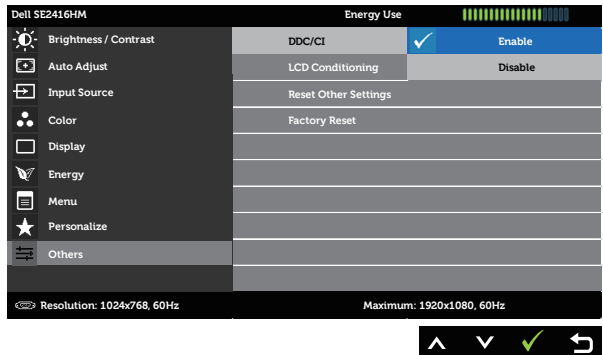 Dell SE2416HM Energy Use
Brightness / Contrast
Auto Adjust
Input Source
Color
Display
Energy
Menu
Personalize
Others
DDC/CI Enable
LCD Conditioning Disable
Reset Other Settings
Factory Reset
Resolution: 1024x768, 60Hz Maximum: 1920x1080, 60Hz